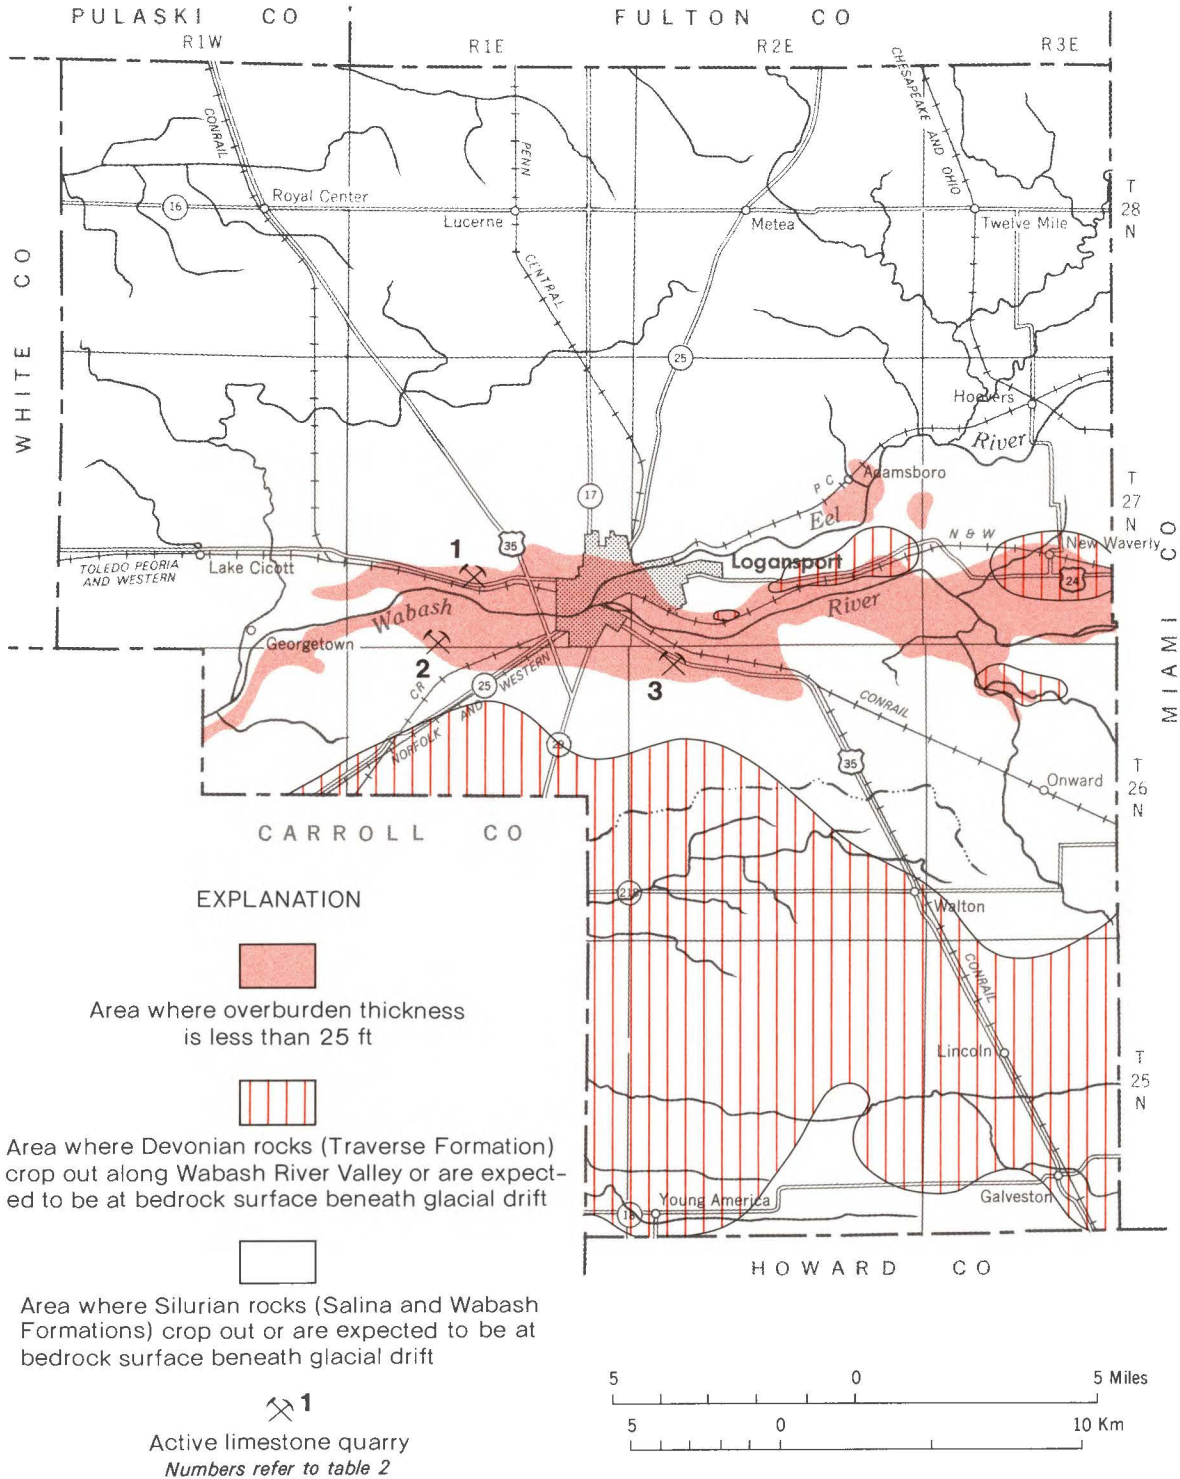 PULASKI CO
FULTON CO
R1W
R1E
R2E
R3E
CONRAIL
PENN
CHESAPEAKE AND OHIO
T
28
N
16
Royal Center
Lucerne
Metea
Twelve Mile
WHITE CO
CENTRAL
25
Hoovers
River
Adamsboro
P C
Eel
17
T
27
N
35
N & W
New Waverly
1
Logansport
TOLEDO PEORIA
AND WESTERN
Lake Cicott
24
Wabash
River
MIAMI CO
Georgetown
2
3
CR
25
NORFOLK AND WESTERN
CONRAIL
29
35
Onward
T
26
N
CARROLL CO
218
Walton
CONRAIL
Lincoln
T
25
N
Young America
Galveston
18
HOWARD CO
EXPLANATION
Area where overburden thickness
is less than 25 ft
Area where Devonian rocks (Traverse Formation)
crop out along Wabash River Valley or are expect-
ed to be at bedrock surface beneath glacial drift
Area where Silurian rocks (Salina and Wabash
Formations) crop out or are expected to be at
bedrock surface beneath glacial drift
1
Active limestone quarry
Numbers refer to table 2
5 0 5 Miles
5 0 10 Km